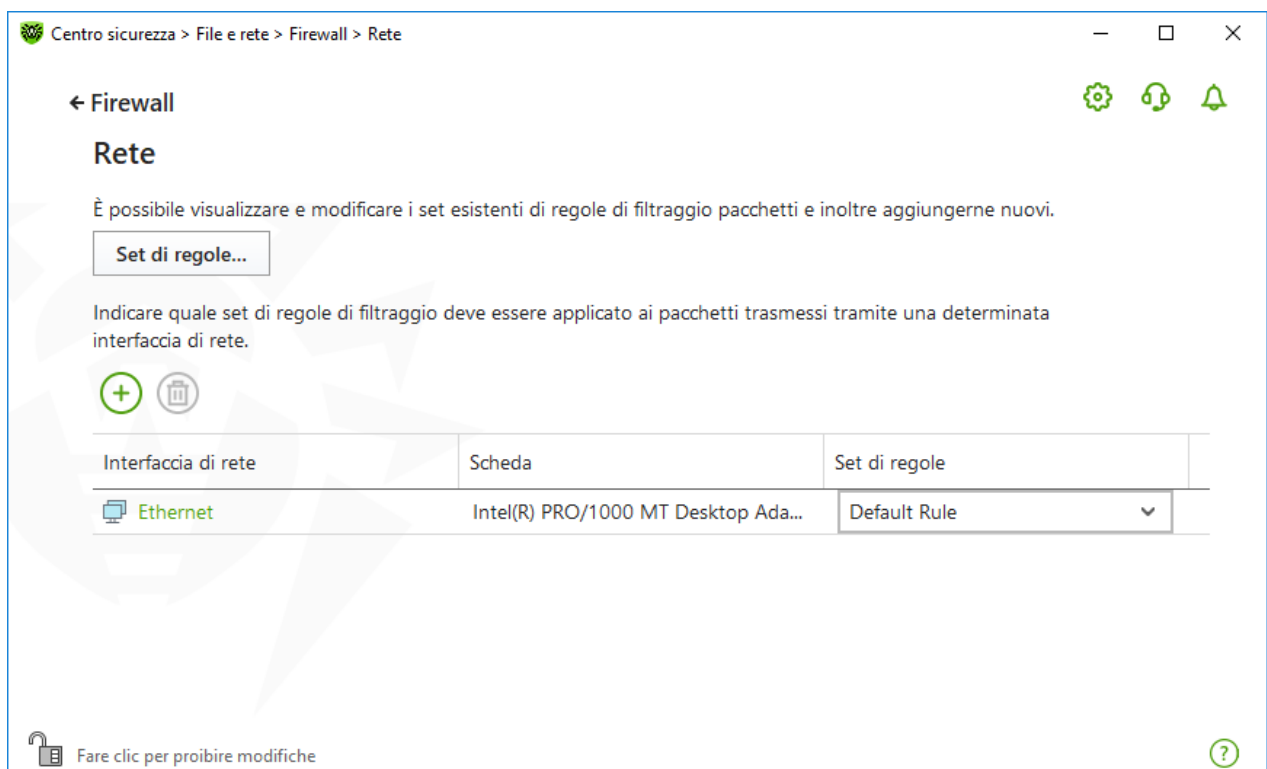 Centro sicurezza > File e rete > Firewall > Rete
Firewall
Rete
È possibile visualizzare e modificare i set esistenti di regole di filtraggio pacchetti e inoltre aggiungerne nuovi.
Set di regole...
Indicare quale set di regole di filtraggio deve essere applicato ai pacchetti trasmessi tramite una determinata
interfaccia di rete.
Interfaccia di rete Scheda Set di regole
Ethernet Intel(R) PRO/1000 MT Desktop Ada... Default Rule
Fare clic per proibire modifiche